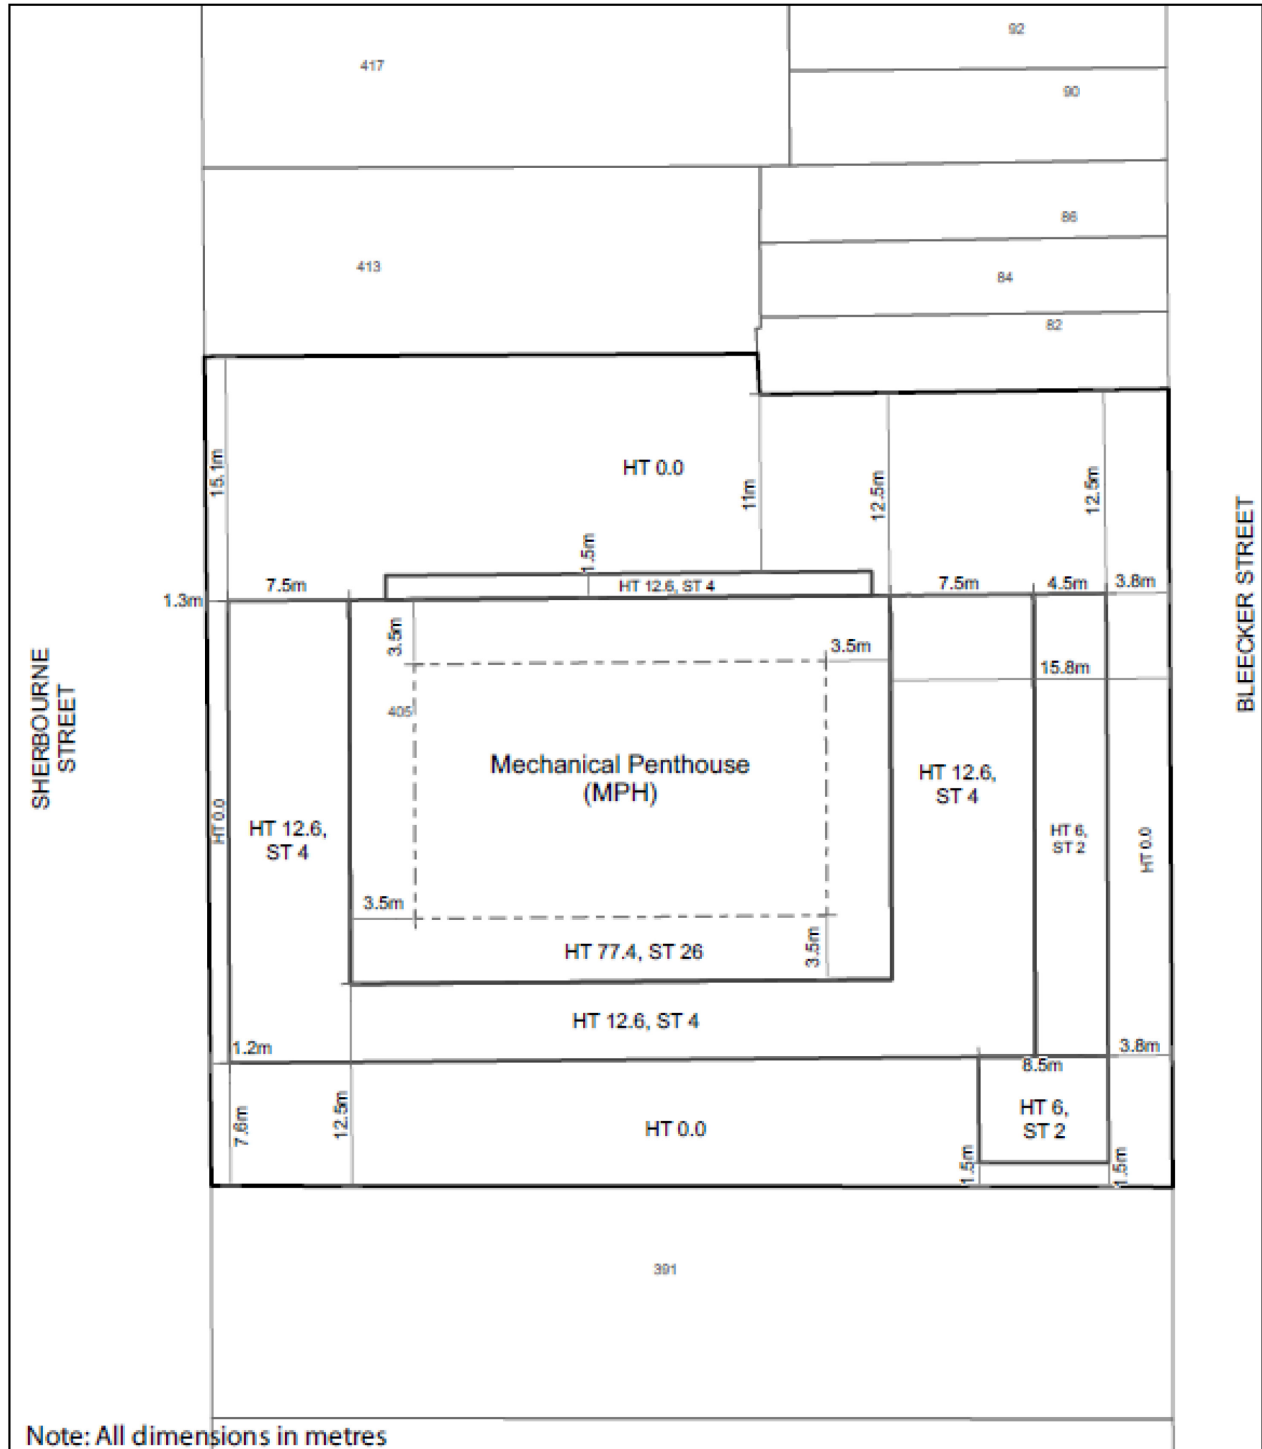 92
417
90
86
413
84
82
15.1m
HT 0.0
11m
12.5m
12.5m
1.5m
7.5m
HT 12.6, ST 4
7.5m
4.5m
3.8m
1.3m
3.5m
3.5m
15.8m
405
SHERBOURNE
STREET
BLEECKER STREET
Mechanical Penthouse
(MPH)
HT 12.6,
ST 4
HT 0.0
HT 12.6,
ST 4
HT 6,
ST 2
HT 0.0
3.5m
3.5m
HT 77.4, ST 26
HT 12.6, ST 4
1.2m
3.8m
8.5m
7.6m
12.5m
HT 0.0
HT 6,
ST 2
1.5m
1.5m
391
Note: All dimensions in metres